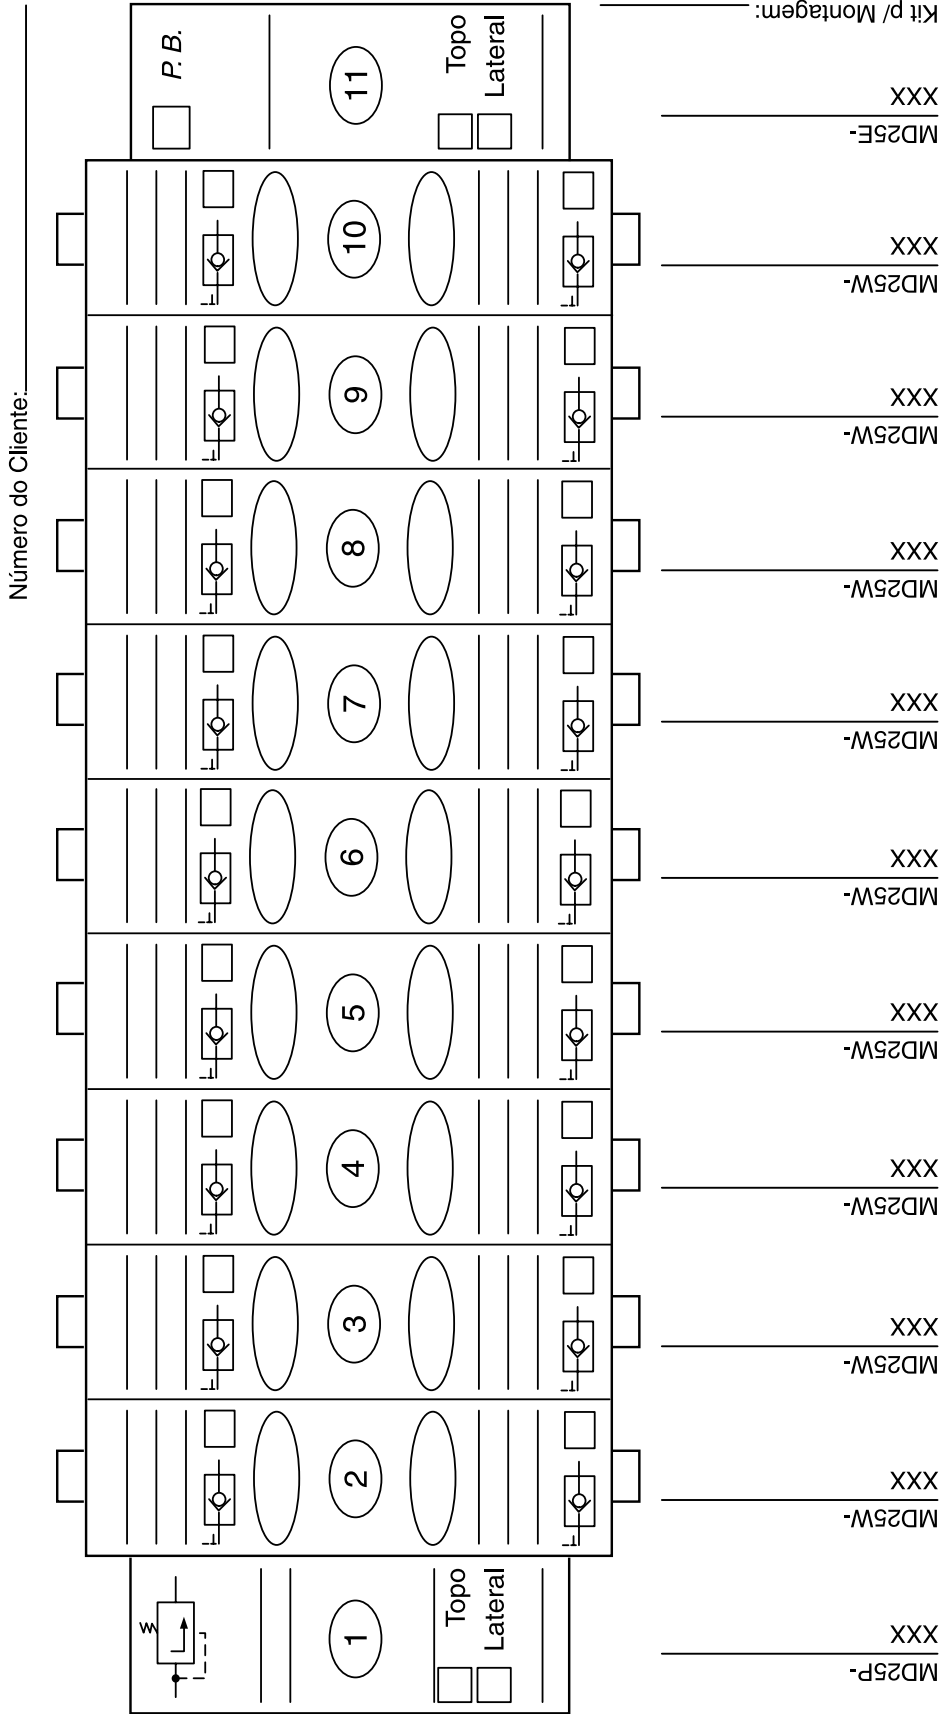 Número do Cliente:
P. B.
11
Topo
Lateral
10
9
8
7
6
5
4
3
2
1
Topo
Lateral
Kit p/ Montagem:
MD25E-
XXX
MD25W-
XXX
MD25W-
XXX
MD25W-
XXX
MD25W-
XXX
MD25W-
XXX
MD25W-
XXX
MD25W-
XXX
MD25W-
XXX
MD25W-
XXX
MD25P-
XXX